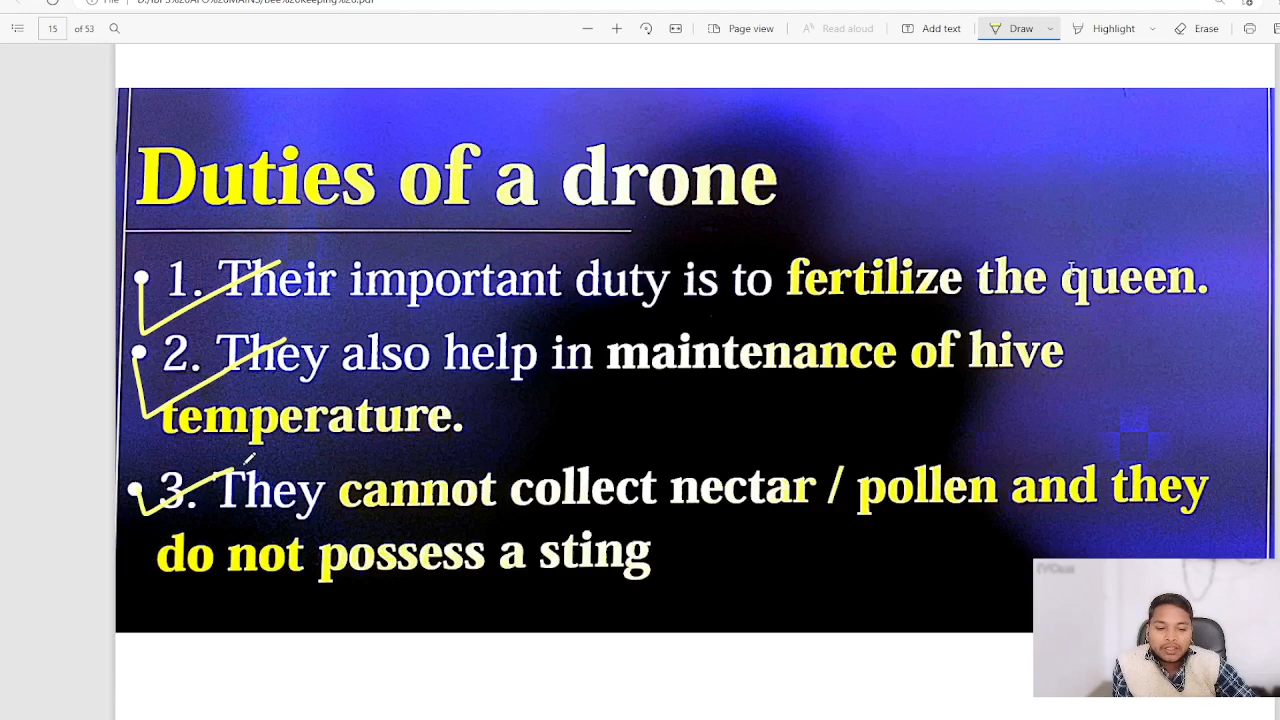 15 of 53 Page view Read aloud Add text Draw Highlight Erase
Duties of a drone
1. Their important duty is to fertilize the queen.
2. They also help in maintenance of hive
temperature.
3. They cannot collect nectar / pollen and they
do not possess a sting